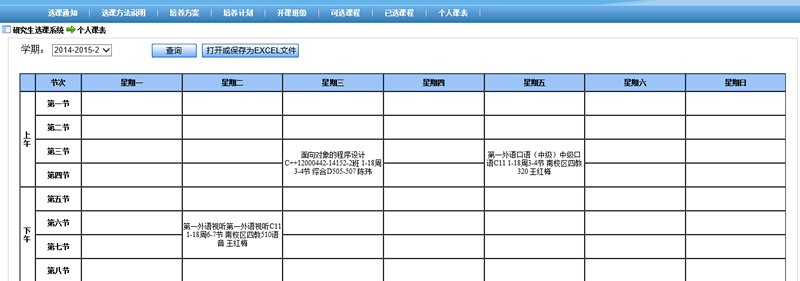 选课通知 选课方法说明 培养方案 培养计划 开课班级 可选课程 已选课程 个人课表
研究生选课系统 个人课表
学期： 2014-2015-2 查询 打开或保存为EXCEL文件
节次 星期一 星期二 星期三 星期四 星期五 星期六 星期日
上午
第一节
第二节
第三节
第四节
面向对象的程序设计
C++12000442-14152-2班 1-18周
3-4节 综合D505-507 陈玮
第一外语口语（中级）中级口
语C11 1-18周3-4节 南校区四教
320 王红梅
下午
第五节
第六节
第七节
第八节
第一外语视听第一外语视听C11
1-18周6-7节 南校区四教510语
音 王红梅